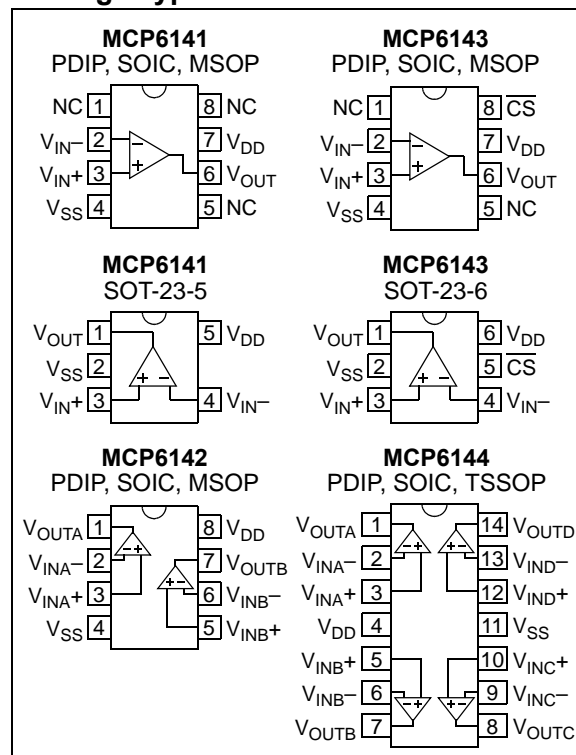 MCP6141
PDIP, SOIC, MSOP
NC 1 8 NC
VIN– 2 7 VDD
VIN+ 3 6 VOUT
VSS 4 5 NC
MCP6143
PDIP, SOIC, MSOP
NC 1 8 CS
VIN– 2 7 VDD
VIN+ 3 6 VOUT
VSS 4 5 NC
MCP6141
SOT-23-5
VOUT 1 5 VDD
VSS 2
VIN+ 3 4 VIN–
MCP6143
SOT-23-6
VOUT 1 6 VDD
VSS 2 5 CS
VIN+ 3 4 VIN–
MCP6142
PDIP, SOIC, MSOP
VOUTA 1 8 VDD
VINA– 2 7 VOUTB
VINA+ 3 6 VINB–
VSS 4 5 VINB+
MCP6144
PDIP, SOIC, TSSOP
VOUTA 1 14 VOUTD
VINA– 2 13 VIND–
VINA+ 3 12 VIND+
VDD 4 11 VSS
VINB+ 5 10 VINC+
VINB– 6 9 VINC–
VOUTB 7 8 VOUTC